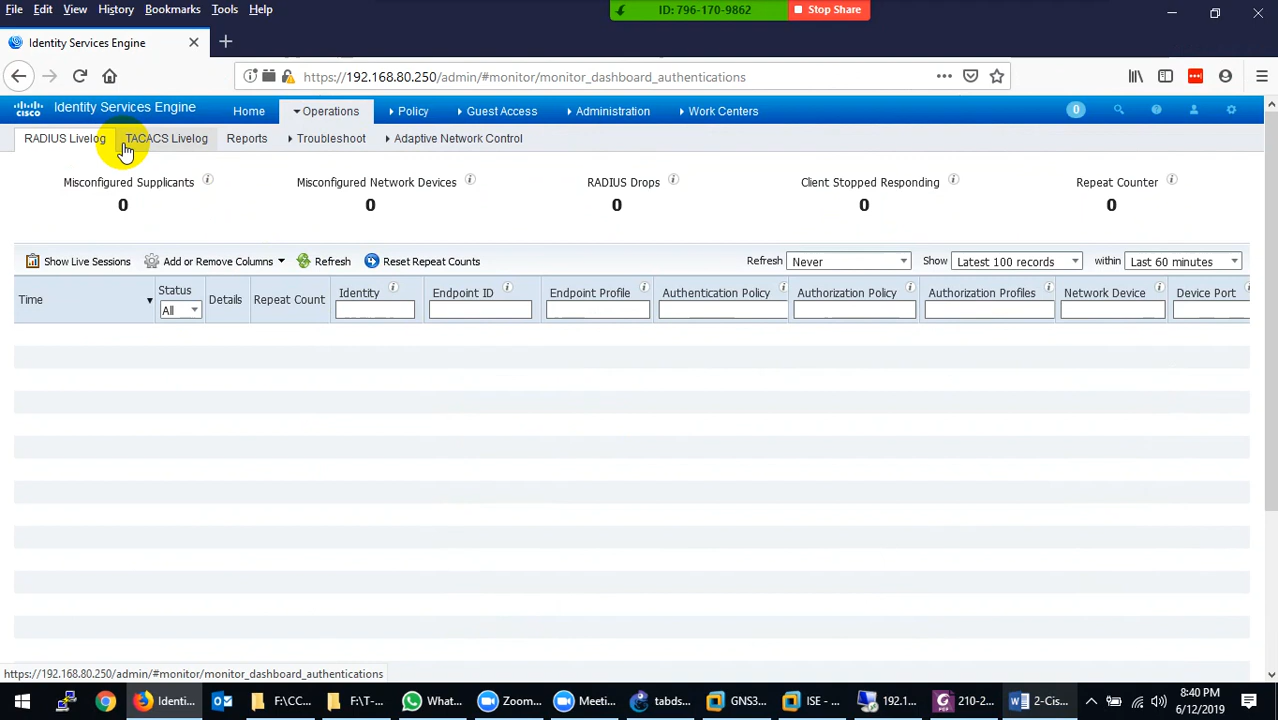 File Edit View History Bookmarks Tools Help
ID: 796-170-9862 Stop Share
Identity Services Engine
https://192.168.80.250/admin/#monitor/monitor_dashboard_authentications
cisco Identity Services Engine Home Operations Policy Guest Access Administration Work Centers 0
RADIUS Livelog TACACS Livelog Reports Troubleshoot Adaptive Network Control
Misconfigured Supplicants Misconfigured Network Devices RADIUS Drops Client Stopped Responding Repeat Counter
0 0 0 0 0
Show Live Sessions Add or Remove Columns Refresh Reset Repeat Counts Refresh Never Show Latest 100 records within Last 60 minutes
Time Status All Details Repeat Count Identity Endpoint ID Endpoint Profile Authentication Policy Authorization Policy Authorization Profiles Network Device Device Port
https://192.168.80.250/admin/#monitor/monitor_dashboard_authentications
Identi... F:\CC... F:\T-... What... Zoom... Meeti... tabds... GNS3... ISE - ... 192.1... 210-2... 2-Cis... 8:40 PM
6/12/2019